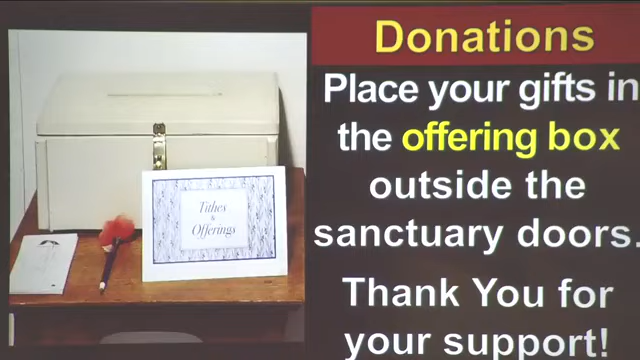 Donations
Place your gifts in
the offering box
outside the
sanctuary doors.
Thank You for
your support!
Tithes
&
Offerings